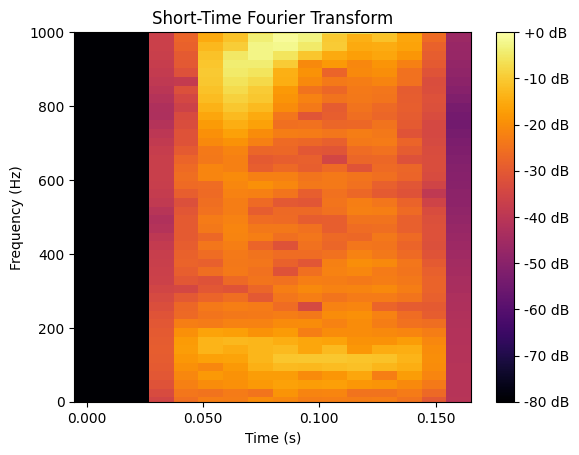 Short-Time Fourier Transform
1000
800
600
400
200
0
Frequency (Hz)
0.000
0.050
0.100
0.150
Time (s)
+0 dB
-10 dB
-20 dB
-30 dB
-40 dB
-50 dB
-60 dB
-70 dB
-80 dB